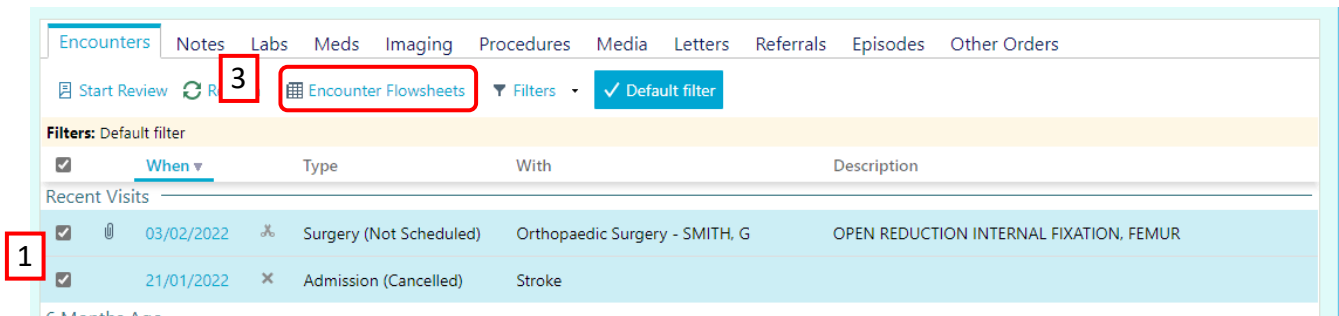 Encounters Notes Labs Meds Imaging Procedures Media Letters Referrals Episodes Other Orders
Start Review 3 Encounter Flowsheets Filters Default filter
Filters: Default filter
When Type With Description
Recent Visits
03/02/2022 Surgery (Not Scheduled) Orthopaedic Surgery - SMITH, G OPEN REDUCTION INTERNAL FIXATION, FEMUR
1
21/01/2022 Admission (Cancelled) Stroke